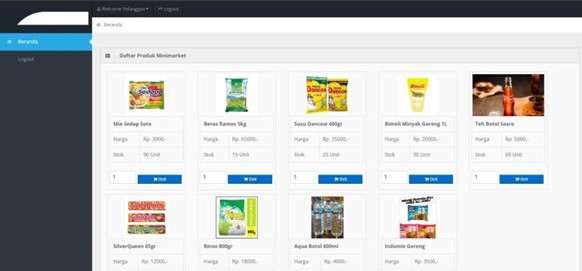 Welcome Pelanggan
Logout
Beranda
Beranda
Logout
Daftar Produk Minimarket
Mie Sedap Soto
Harga Rp. 3000,-
Stok 90 Unit
1
Beli
Beras Ramos 5kg
Harga Rp. 65000,-
Stok 15 Unit
1
Beli
Susu Dancow 400gr
Harga Rp. 35000,-
Stok 25 Unit
1
Beli
Bimoli Minyak Goreng 1L
Harga Rp. 20000,-
Stok 30 Unit
1
Beli
Teh Botol Sosro
Harga Rp. 5000,-
Stok 60 Unit
1
Beli
SilverQueen 65gr
Harga Rp. 12000,-
Rinso 800gr
Harga Rp. 18000,-
Aqua Botol 600ml
Harga Rp. 4000,-
Indomie Goreng
Harga Rp. 3500,-